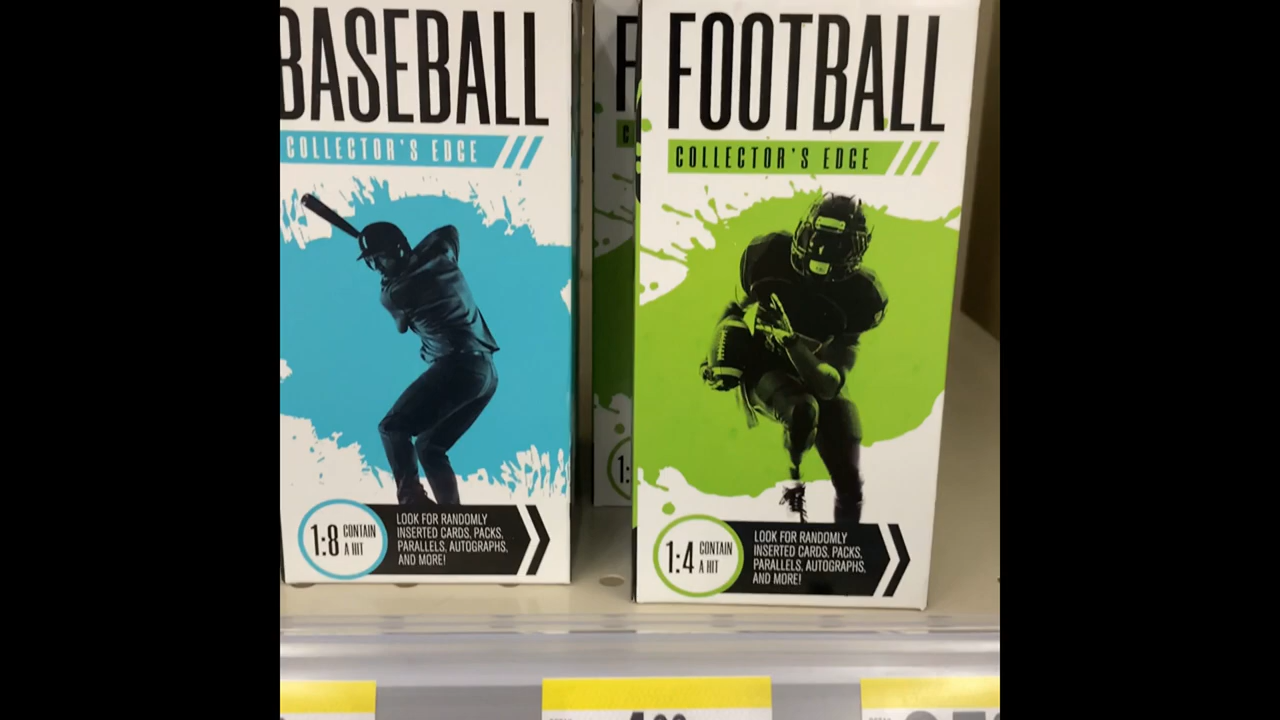 BASEBALL
COLLECTOR'S EDGE
1:8 CONTAIN
A HIT
LOOK FOR RANDOMLY
INSERTED CARDS, PACKS,
PARALLELS, AUTOGRAPHS,
AND MORE!
F
C
1:
FOOTBALL
COLLECTOR'S EDGE
1:4 CONTAIN
A HIT
LOOK FOR RANDOMLY
INSERTED CARDS, PACKS,
PARALLELS, AUTOGRAPHS,
AND MORE!